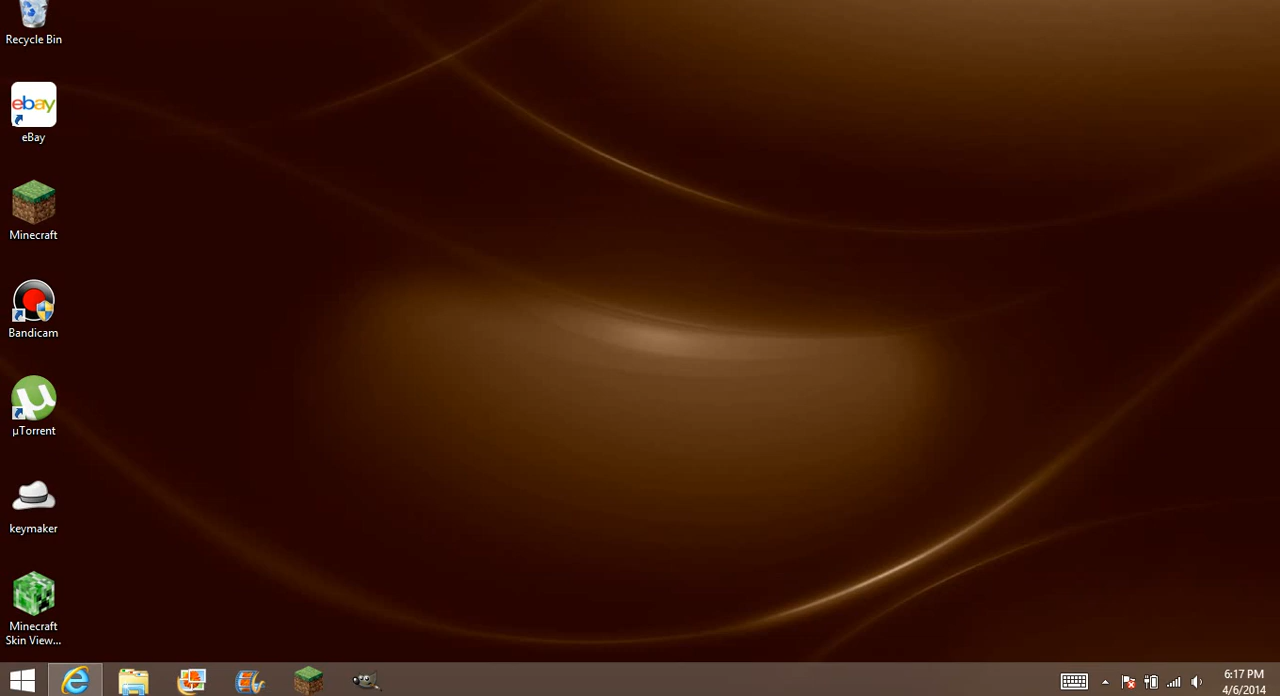 Recycle Bin
ebay
eBay
Minecraft
Bandicam
µ
µTorrent
keymaker
Minecraft
Skin View...
6:17 PM
4/6/2014